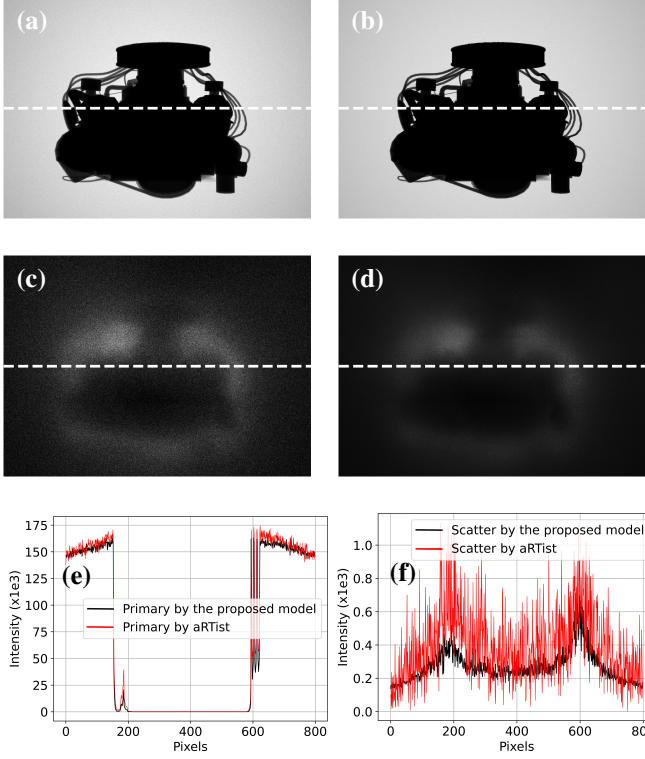 (a)
(b)
(c)
(d)
175
150
125
100
75
50
25
0
Intensity (x1e3)
(e)
Primary by the proposed model
Primary by aRTist
0
200
400
600
800
Pixels
1.0
0.8
0.6
0.4
0.2
0.0
Intensity (x1e3)
(f)
Scatter by the proposed model
Scatter by aRTist
0
200
400
600
800
Pixels